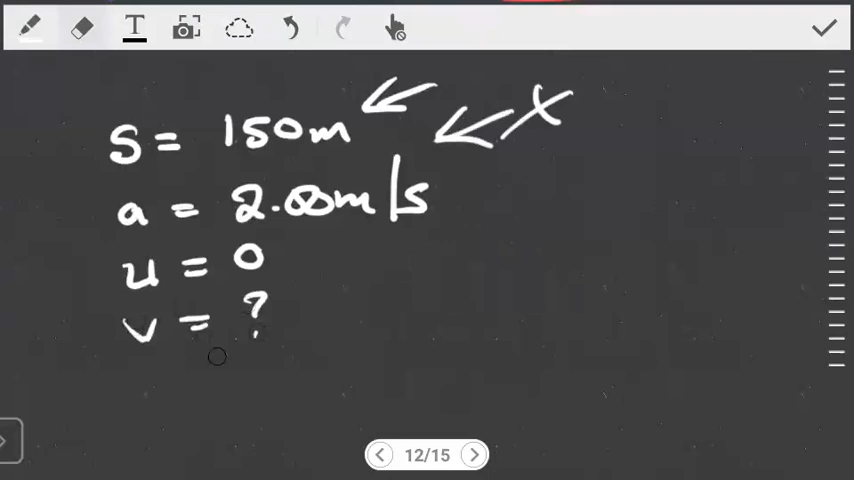 T
S = 150m
x
a = 2.00m/s
u = 0
v = ?
12/15